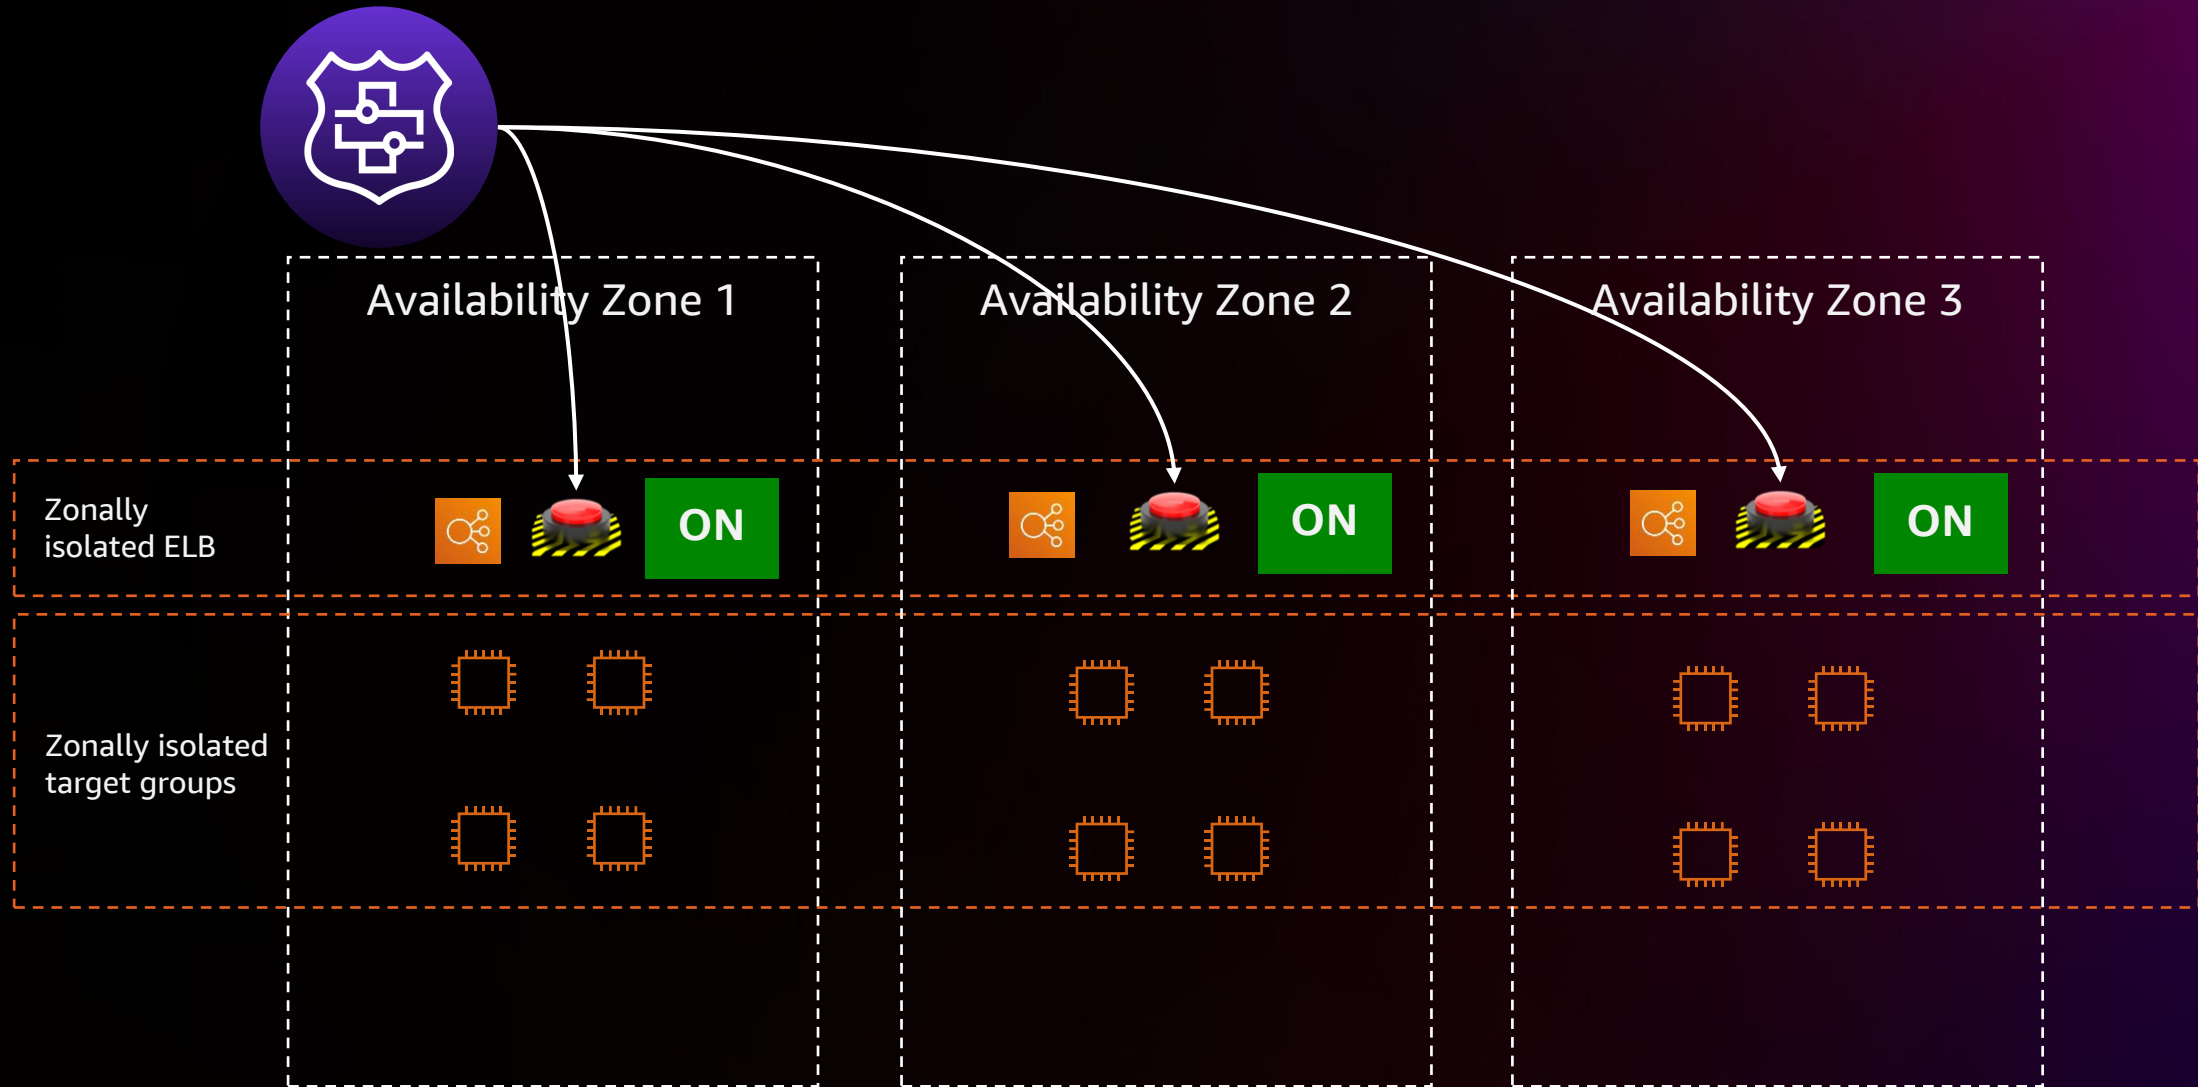 Availability Zone 1
Availability Zone 2
Availability Zone 3
Zonally
isolated ELB
ON
ON
ON
Zonally isolated
target groups